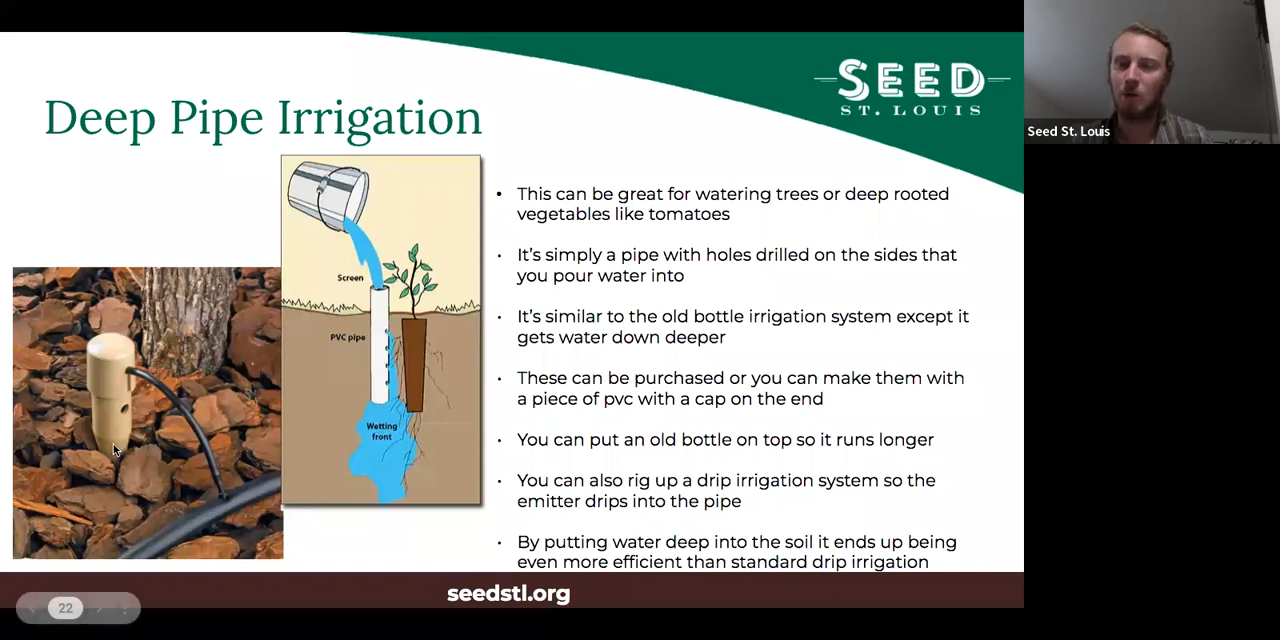 SEED
ST. LOUIS
Seed St. Louis
Deep Pipe Irrigation
Screen
PVC pipe
Wetting
front
• This can be great for watering trees or deep rooted
vegetables like tomatoes
• It's simply a pipe with holes drilled on the sides that
you pour water into
• It's similar to the old bottle irrigation system except it
gets water down deeper
• These can be purchased or you can make them with
a piece of pvc with a cap on the end
• You can put an old bottle on top so it runs longer
• You can also rig up a drip irrigation system so the
emitter drips into the pipe
• By putting water deep into the soil it ends up being
even more efficient than standard drip irrigation
seedstl.org
22